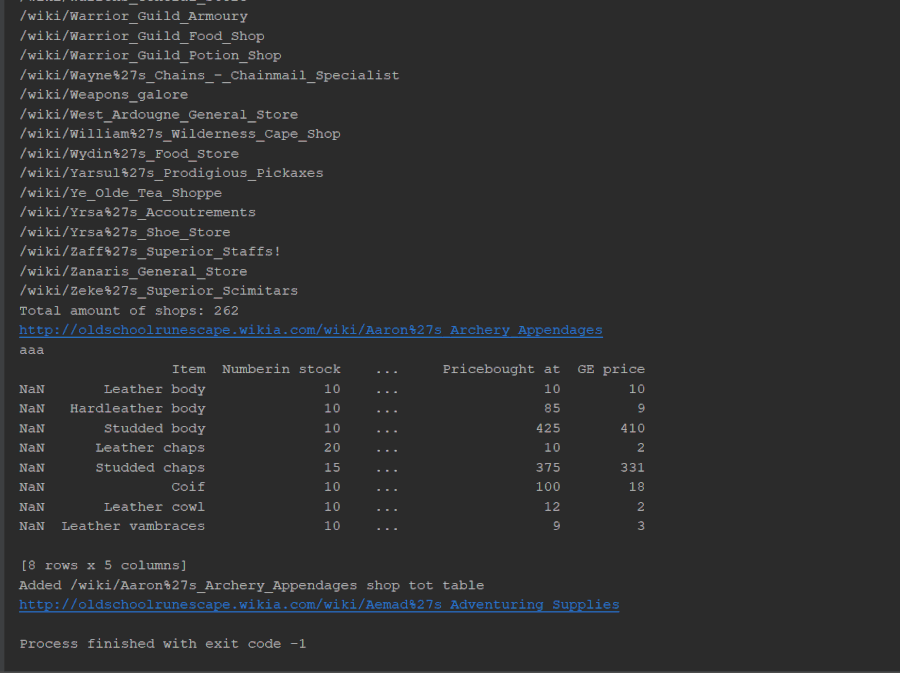 /wiki/Warrior_Guild_Armoury
/wiki/Warrior_Guild_Food_Shop
/wiki/Warrior_Guild_Potion_Shop
/wiki/Wayne%27s_Chains_-_Chainmail_Specialist
/wiki/Weapons_galore
/wiki/West_Ardougne_General_Store
/wiki/William%27s_Wilderness_Cape_Shop
/wiki/Wydin%27s_Food_Store
/wiki/Yarsul%27s_Prodigious_Pickaxes
/wiki/Ye_Olde_Tea_Shoppe
/wiki/Yrsa%27s_Accoutrements
/wiki/Yrsa%27s_Shoe_Store
/wiki/Zaff%27s_Superior_Staffs!
/wiki/Zanaris_General_Store
/wiki/Zeke%27s_Superior_Scimitars
Total amount of shops: 262
http://oldschoolrunescape.wikia.com/wiki/Aaron%27s_Archery_Appendages
aaa
Item Numberin stock ... Pricebought at GE price
NaN Leather body 10 ... 10 10
NaN Hardleather body 10 ... 85 9
NaN Studded body 10 ... 425 410
NaN Leather chaps 20 ... 10 2
NaN Studded chaps 15 ... 375 331
NaN Coif 10 ... 100 18
NaN Leather cowl 10 ... 12 2
NaN Leather vambraces 10 ... 9 3
[8 rows x 5 columns]
Added /wiki/Aaron%27s_Archery_Appendages shop tot table
http://oldschoolrunescape.wikia.com/wiki/Aemad%27s_Adventuring_Supplies
Process finished with exit code -1